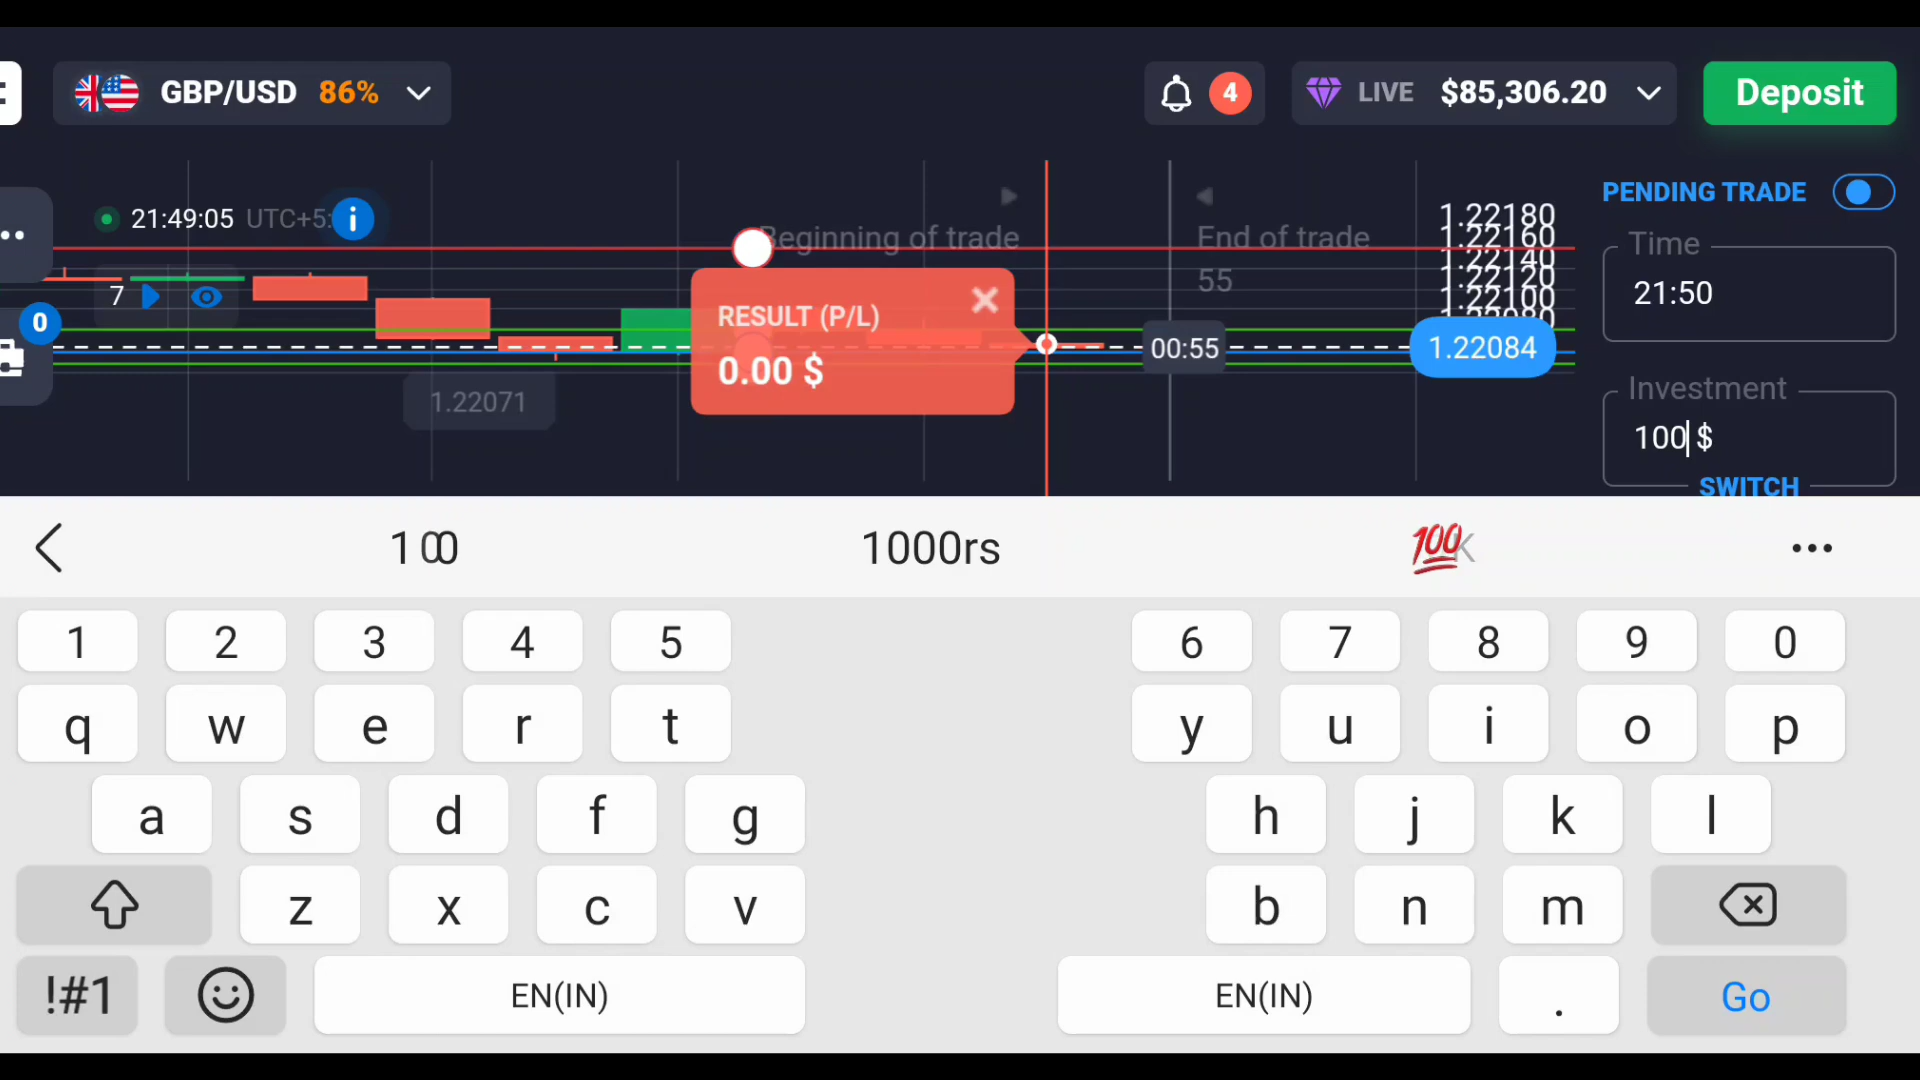 GBP/USD 86%
4
LIVE $85,306.20
Deposit
21:49:05 UTC+5:
i
Beginning of trade
End of trade
55
1.22180
1.22160
1.22140
1.22120
1.22100
1.22080
PENDING TRADE
Time
21:50
7
0
RESULT (P/L)
0.00 $
00:55
1.22084
1.22071
Investment
100 $
SWITCH
100
1000rs
💯
1 2 3 4 5 6 7 8 9 0
q w e r t y u i o p
a s d f g h j k l
z x c v b n m
!#1 EN(IN) EN(IN) . Go